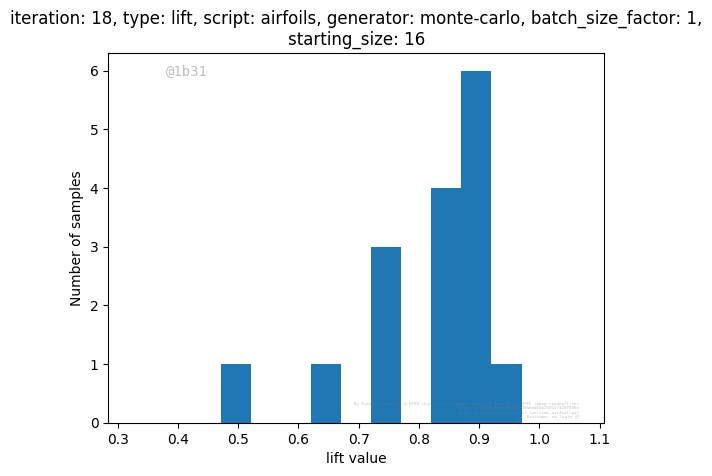 iteration: 18, type: lift, script: airfoils, generator: monte-carlo, batch_size_factor: 1,
starting_size: 16
@1b31
6
5
4
3
2
1
0
Number of samples
0.3 0.4 0.5 0.6 0.7 0.8 0.9 1.0 1.1
lift value